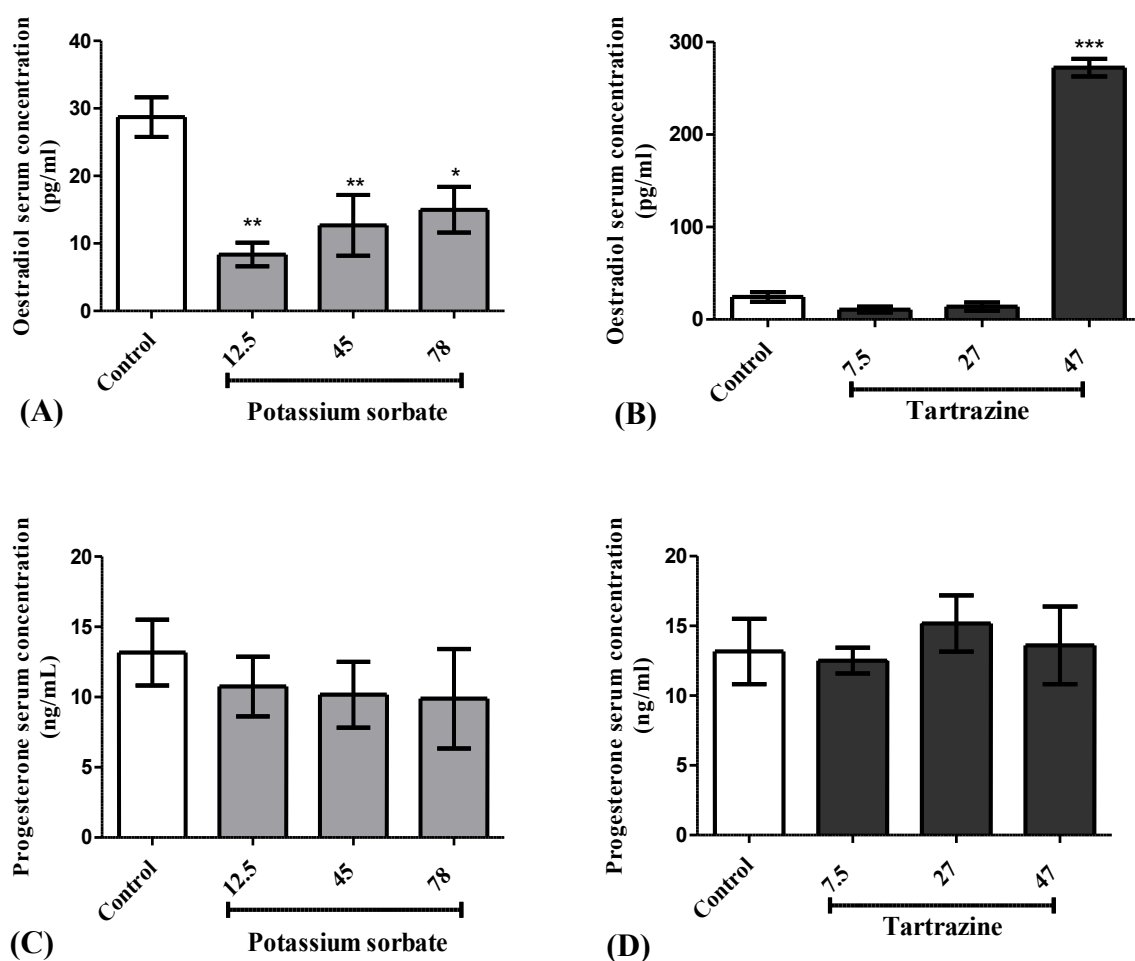 Oestradiol serum concentration
(pg/ml)
40
30
20
10
0
**
**
*
Control
12.5
45
78
Potassium sorbate
(A)
Oestradiol serum concentration
(pg/ml)
300
200
100
0
***
Control
7.5
27
47
Tartrazine
(B)
Progesterone serum concentration
(ng/mL)
20
15
10
5
0
Control
12.5
45
78
Potassium sorbate
(C)
Progesterone serum concentration
(ng/ml)
20
15
10
5
0
Control
7.5
27
47
Tartrazine
(D)